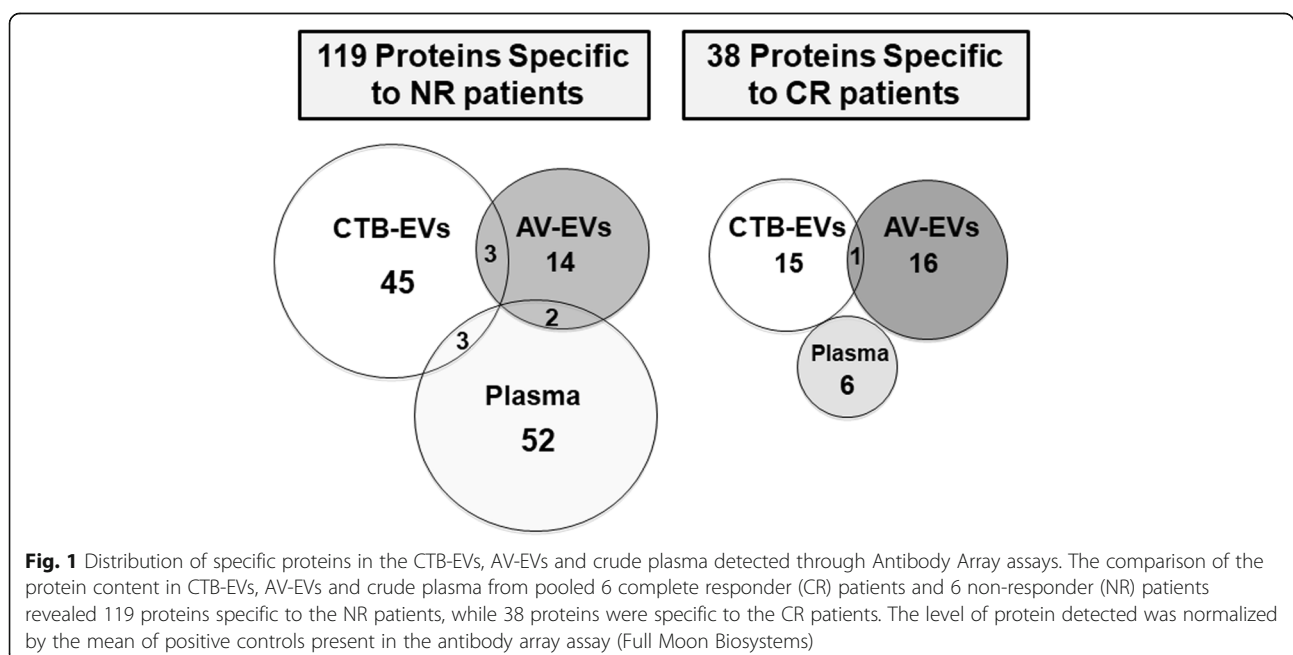 119 Proteins Specific
to NR patients
38 Proteins Specific
to CR patients
CTB-EVs
45
3
AV-EVs
14
3
2
Plasma
52
CTB-EVs
15
1
AV-EVs
16
Plasma
6
Fig. 1 Distribution of specific proteins in the CTB-EVs, AV-EVs and crude plasma detected through Antibody Array assays. The comparison of the
protein content in CTB-EVs, AV-EVs and crude plasma from pooled 6 complete responder (CR) patients and 6 non-responder (NR) patients
revealed 119 proteins specific to the NR patients, while 38 proteins were specific to the CR patients. The level of protein detected was normalized
by the mean of positive controls present in the antibody array assay (Full Moon Biosystems)